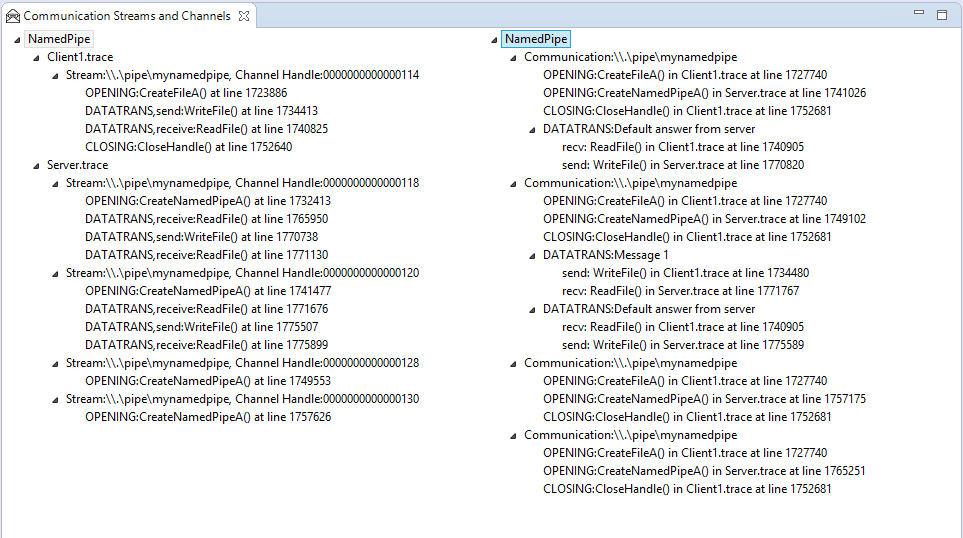 Communication Streams and Channels
NamedPipe
Client1.trace
Stream:\\.\pipe\mynamedpipe, Channel Handle:0000000000000114
OPENING:CreateFileA() at line 1723886
DATATRANS,send:WriteFile() at line 1734413
DATATRANS,receive:ReadFile() at line 1740825
CLOSING:CloseHandle() at line 1752640
Server.trace
Stream:\\.\pipe\mynamedpipe, Channel Handle:0000000000000118
OPENING:CreateNamedPipeA() at line 1732413
DATATRANS,receive:ReadFile() at line 1765950
DATATRANS,send:WriteFile() at line 1770738
DATATRANS,receive:ReadFile() at line 1771130
Stream:\\.\pipe\mynamedpipe, Channel Handle:0000000000000120
OPENING:CreateNamedPipeA() at line 1741477
DATATRANS,receive:ReadFile() at line 1771676
DATATRANS,send:WriteFile() at line 1775507
DATATRANS,receive:ReadFile() at line 1775899
Stream:\\.\pipe\mynamedpipe, Channel Handle:0000000000000128
OPENING:CreateNamedPipeA() at line 1749553
Stream:\\.\pipe\mynamedpipe, Channel Handle:0000000000000130
OPENING:CreateNamedPipeA() at line 1757626
NamedPipe
Communication:\\.\pipe\mynamedpipe
OPENING:CreateFileA() in Client1.trace at line 1727740
OPENING:CreateNamedPipeA() in Server.trace at line 1741026
CLOSING:CloseHandle() in Client1.trace at line 1752681
DATATRANS:Default answer from server
recv: ReadFile() in Client1.trace at line 1740905
send: WriteFile() in Server.trace at line 1770820
Communication:\\.\pipe\mynamedpipe
OPENING:CreateFileA() in Client1.trace at line 1727740
OPENING:CreateNamedPipeA() in Server.trace at line 1749102
CLOSING:CloseHandle() in Client1.trace at line 1752681
DATATRANS:Message 1
send: WriteFile() in Client1.trace at line 1734480
recv: ReadFile() in Server.trace at line 1771767
DATATRANS:Default answer from server
recv: ReadFile() in Client1.trace at line 1740905
send: WriteFile() in Server.trace at line 1775589
Communication:\\.\pipe\mynamedpipe
OPENING:CreateFileA() in Client1.trace at line 1727740
OPENING:CreateNamedPipeA() in Server.trace at line 1757175
CLOSING:CloseHandle() in Client1.trace at line 1752681
Communication:\\.\pipe\mynamedpipe
OPENING:CreateFileA() in Client1.trace at line 1727740
OPENING:CreateNamedPipeA() in Server.trace at line 1765251
CLOSING:CloseHandle() in Client1.trace at line 1752681